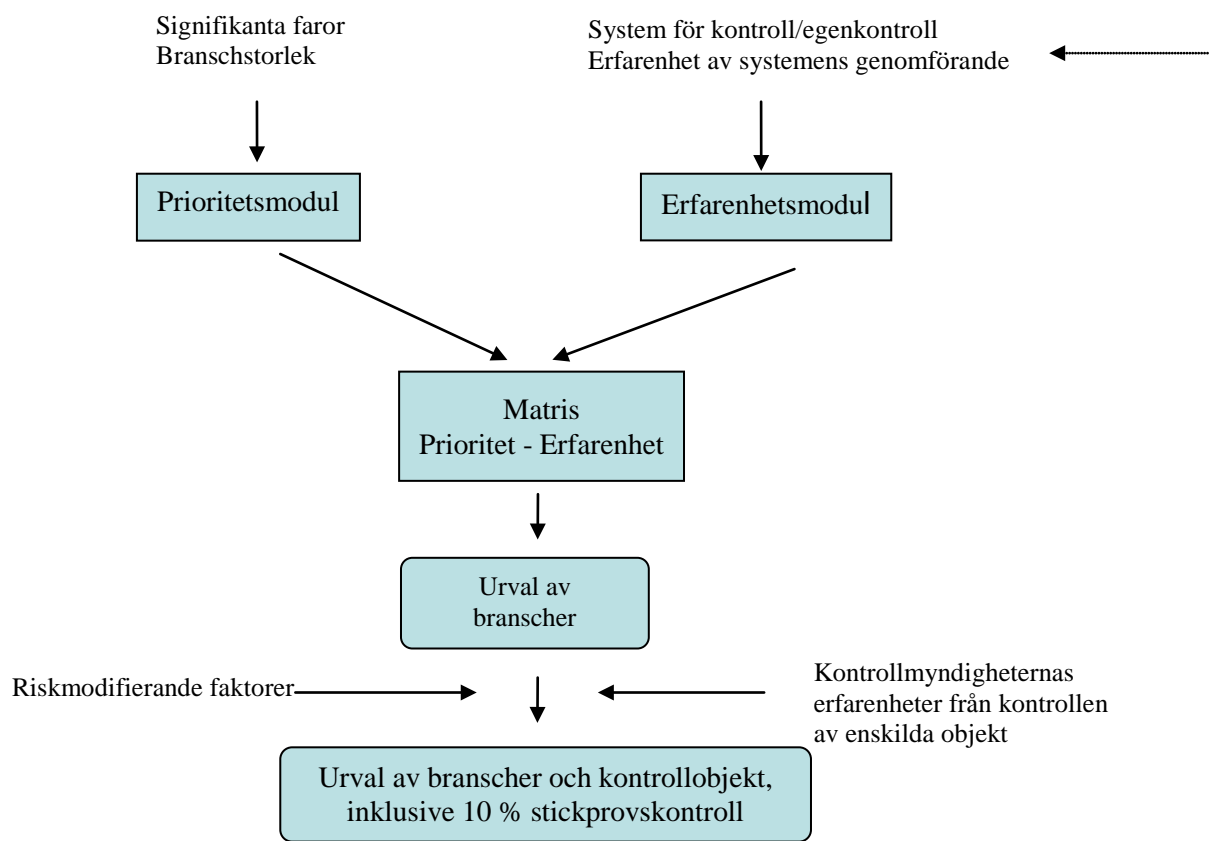 Signifikanta faror
Branschstorlek
System för kontroll/egenkontroll
Erfarenhet av systemens genomförande
Prioritetsmodul
Erfarenhetsmodul
Matris
Prioritet - Erfarenhet
Urval av
branscher
Riskmodifierande faktorer
Kontrollmyndigheternas
erfarenheter från kontrollen
av enskilda objekt
Urval av branscher och kontrollobjekt,
inklusive 10 % stickprovskontroll